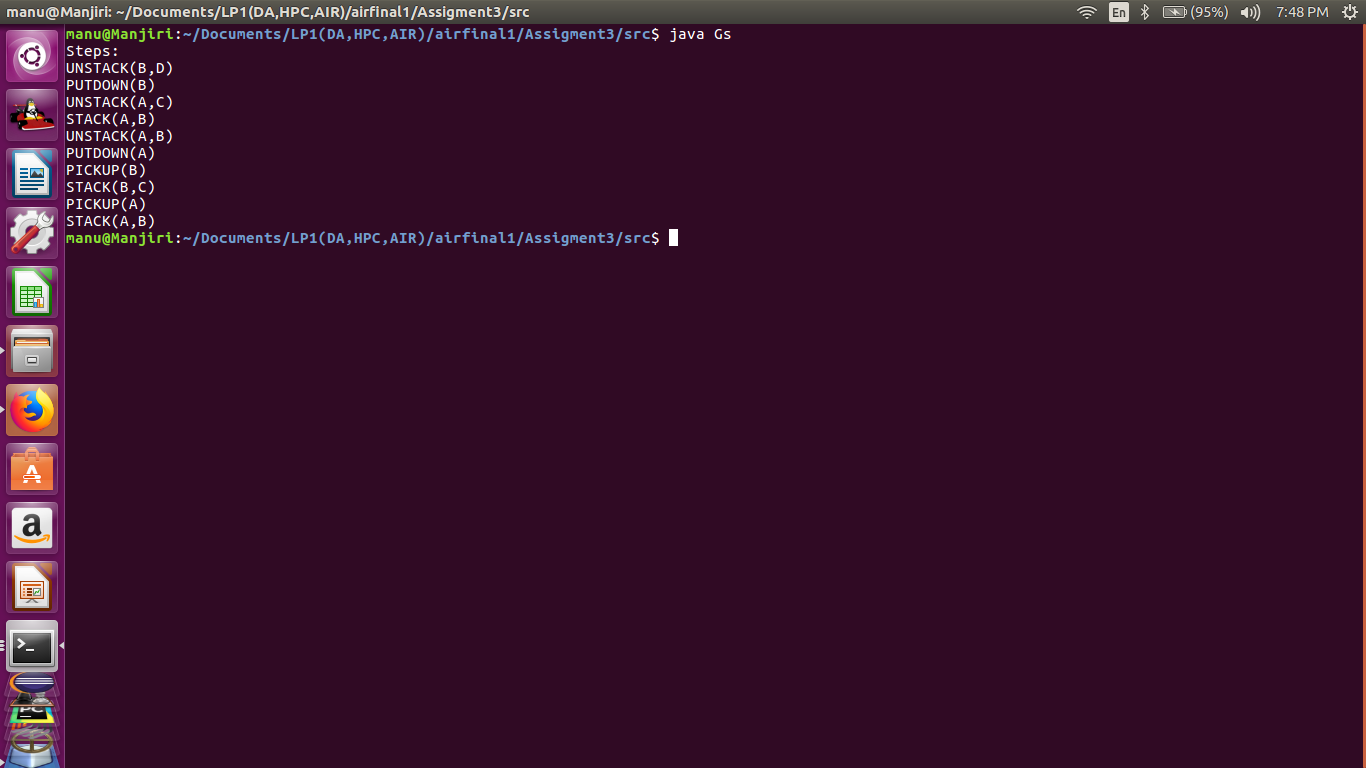 manu@Manjiri: ~/Documents/LP1(DA,HPC,AIR)/airfinal1/Assigment3/src
En
(95%)
7:48 PM
manu@Manjiri:~/Documents/LP1(DA,HPC,AIR)/airfinal1/Assigment3/src$ java Gs
Steps:
UNSTACK(B,D)
PUTDOWN(B)
UNSTACK(A,C)
STACK(A,B)
UNSTACK(A,B)
PUTDOWN(A)
PICKUP(B)
STACK(B,C)
PICKUP(A)
STACK(A,B)
manu@Manjiri:~/Documents/LP1(DA,HPC,AIR)/airfinal1/Assigment3/src$
A
a
>_
PC